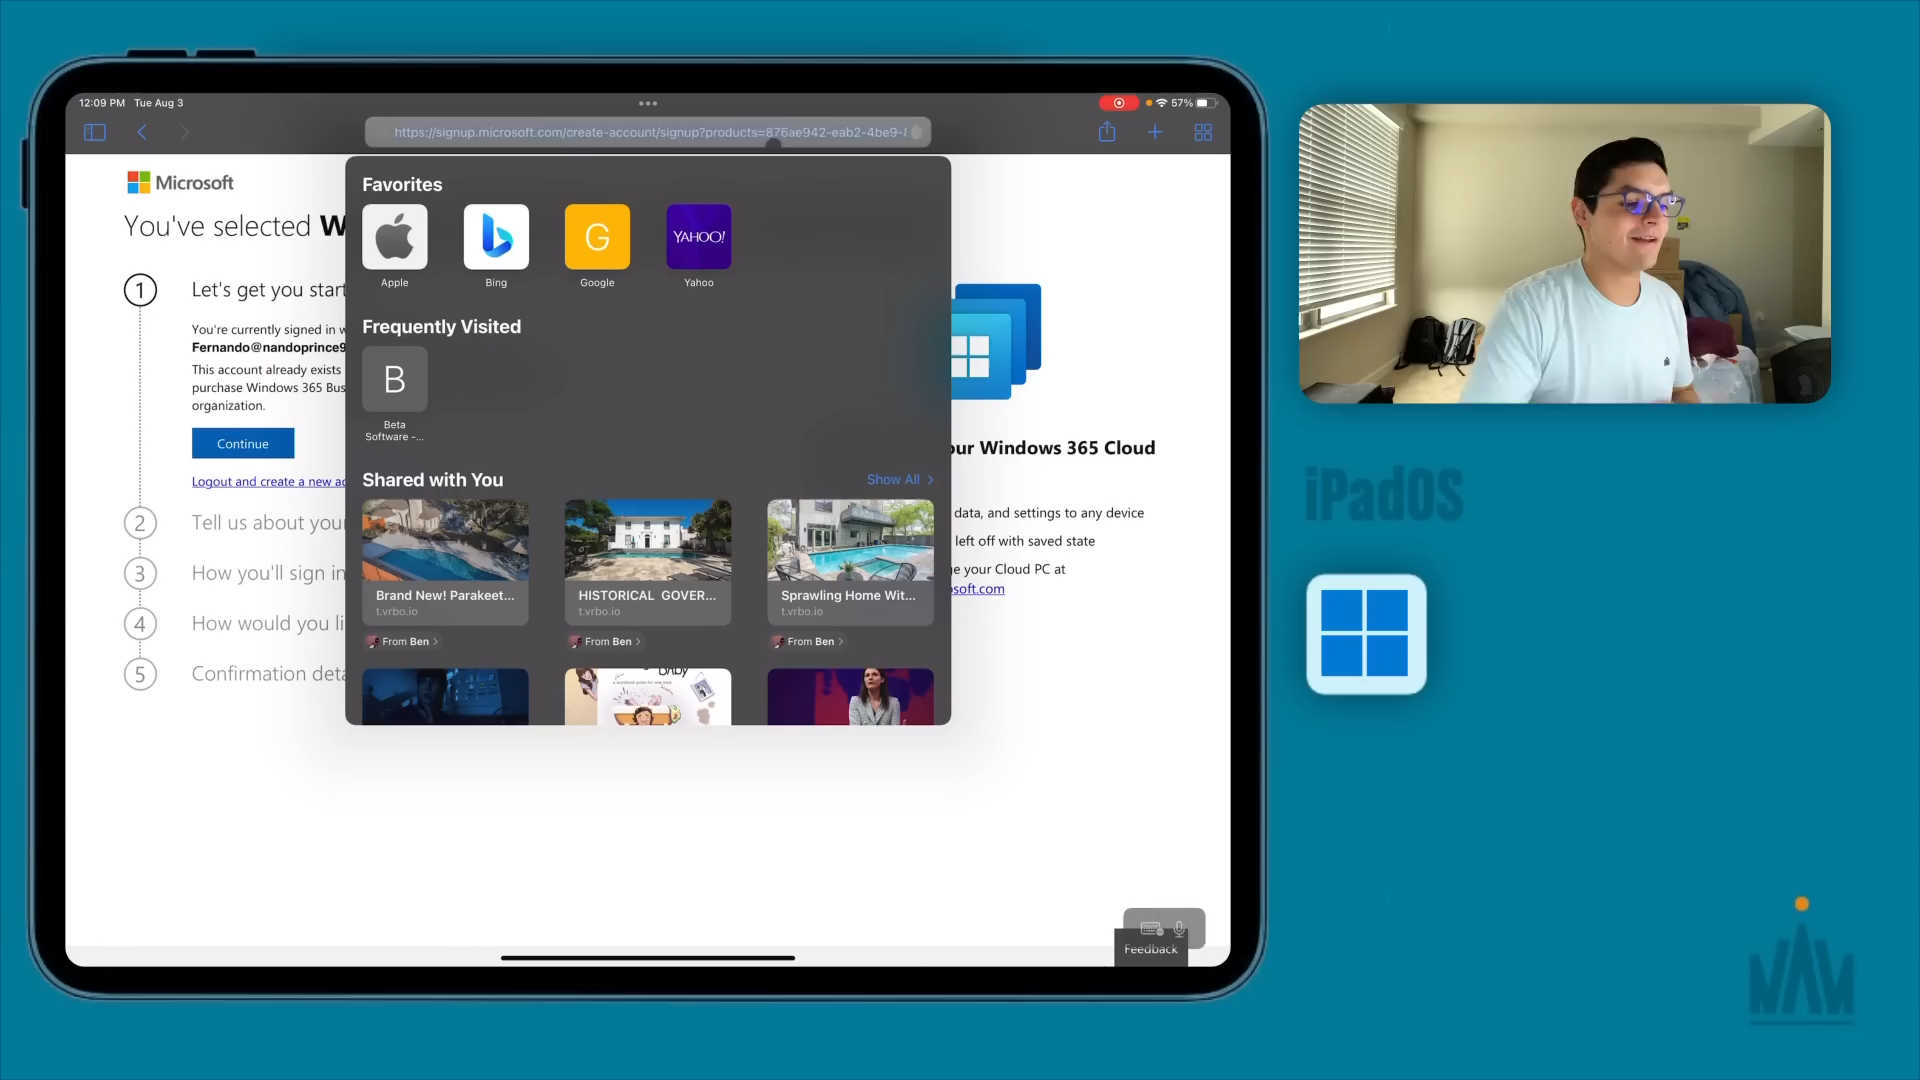 12:09 PM Tue Aug 3
57%
https://signup.microsoft.com/create-account/signup?products=876ae942-eab2-4be9-
Microsoft
You've selected W
1
Let's get you start
You're currently signed in w
Fernando@nandoprince9
This account already exists
purchase Windows 365 Bus
organization.
Continue
Logout and create a new ac
2 Tell us about your
3 How you'll sign in
4 How would you li
5 Confirmation deta
Favorites
YAHOO!
G
Apple
Bing
Google
Yahoo
Frequently Visited
B
Beta
Software -...
Shared with You
Show All
Brand New! Parakeet...
t.vrbo.io
From Ben
HISTORICAL GOVER...
t.vrbo.io
From Ben
Sprawling Home Wit...
t.vrbo.io
From Ben
BABY
our Windows 365 Cloud
data, and settings to any device
left off with saved state
ge your Cloud PC at
osoft.com
Feedback
iPadOS